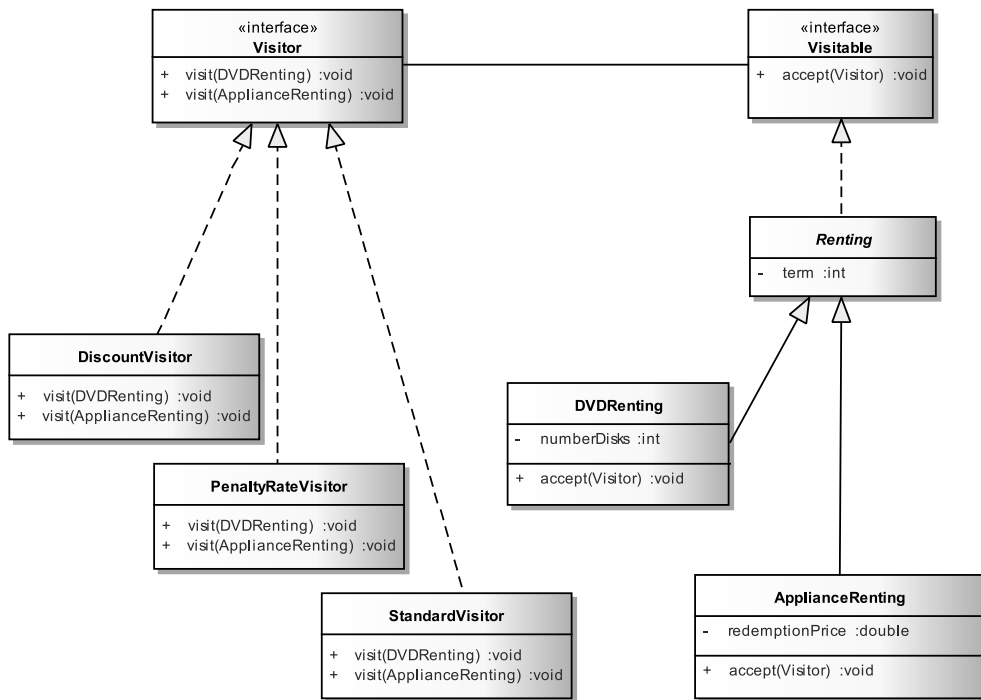 «interface»
Visitor
+ visit(DVDRenting) :void
+ visit(ApplianceRenting) :void
«interface»
Visitable
+ accept(Visitor) :void
Renting
- term :int
DiscountVisitor
+ visit(DVDRenting) :void
+ visit(ApplianceRenting) :void
DVDRenting
- numberDisks :int
+ accept(Visitor) :void
PenaltyRateVisitor
+ visit(DVDRenting) :void
+ visit(ApplianceRenting) :void
StandardVisitor
+ visit(DVDRenting) :void
+ visit(ApplianceRenting) :void
ApplianceRenting
- redemptionPrice :double
+ accept(Visitor) :void